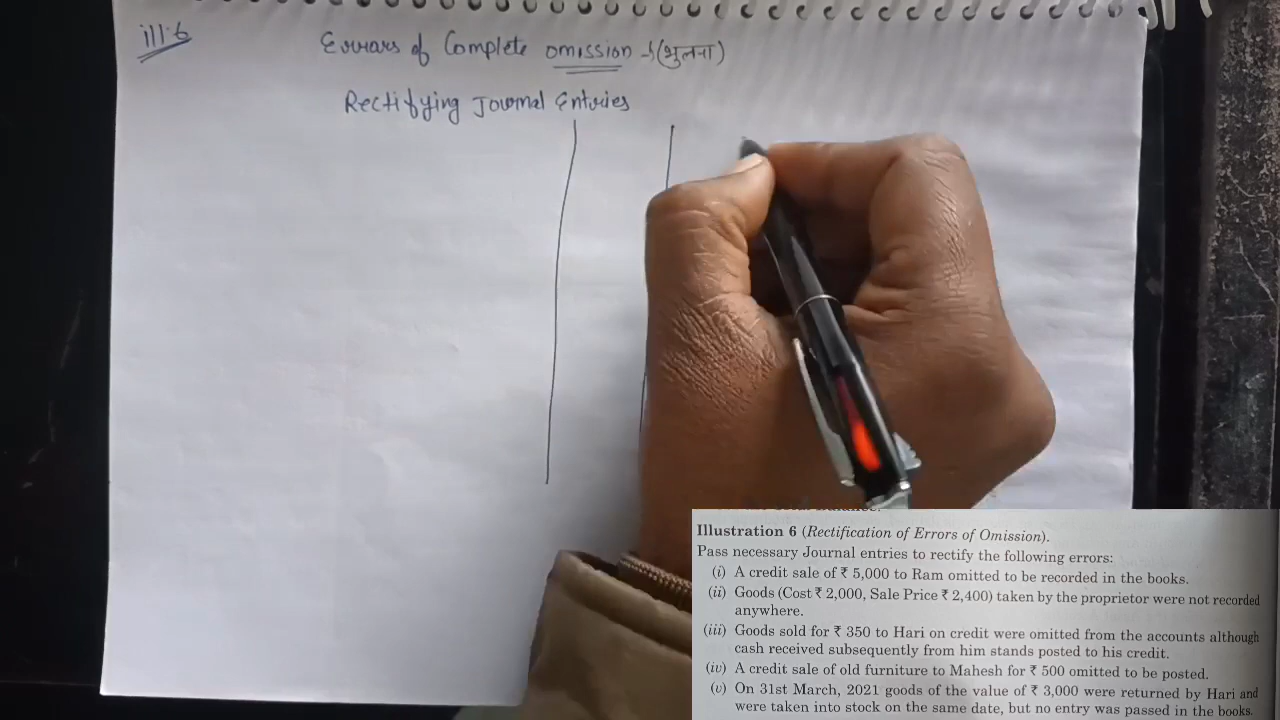 ill.6
Errors of Complete omission → (भुलना)
Rectifying Journal Entries
Illustration 6 (Rectification of Errors of Omission).
Pass necessary Journal entries to rectify the following errors:
(i) A credit sale of ₹ 5,000 to Ram omitted to be recorded in the books.
(ii) Goods (Cost ₹ 2,000, Sale Price ₹ 2,400) taken by the proprietor were not recorded
anywhere.
(iii) Goods sold for ₹ 350 to Hari on credit were omitted from the accounts although
cash received subsequently from him stands posted to his credit.
(iv) A credit sale of old furniture to Mahesh for ₹ 500 omitted to be posted.
(v) On 31st March, 2021 goods of the value of ₹ 3,000 were returned by Hari and
were taken into stock on the same date, but no entry was passed in the books.